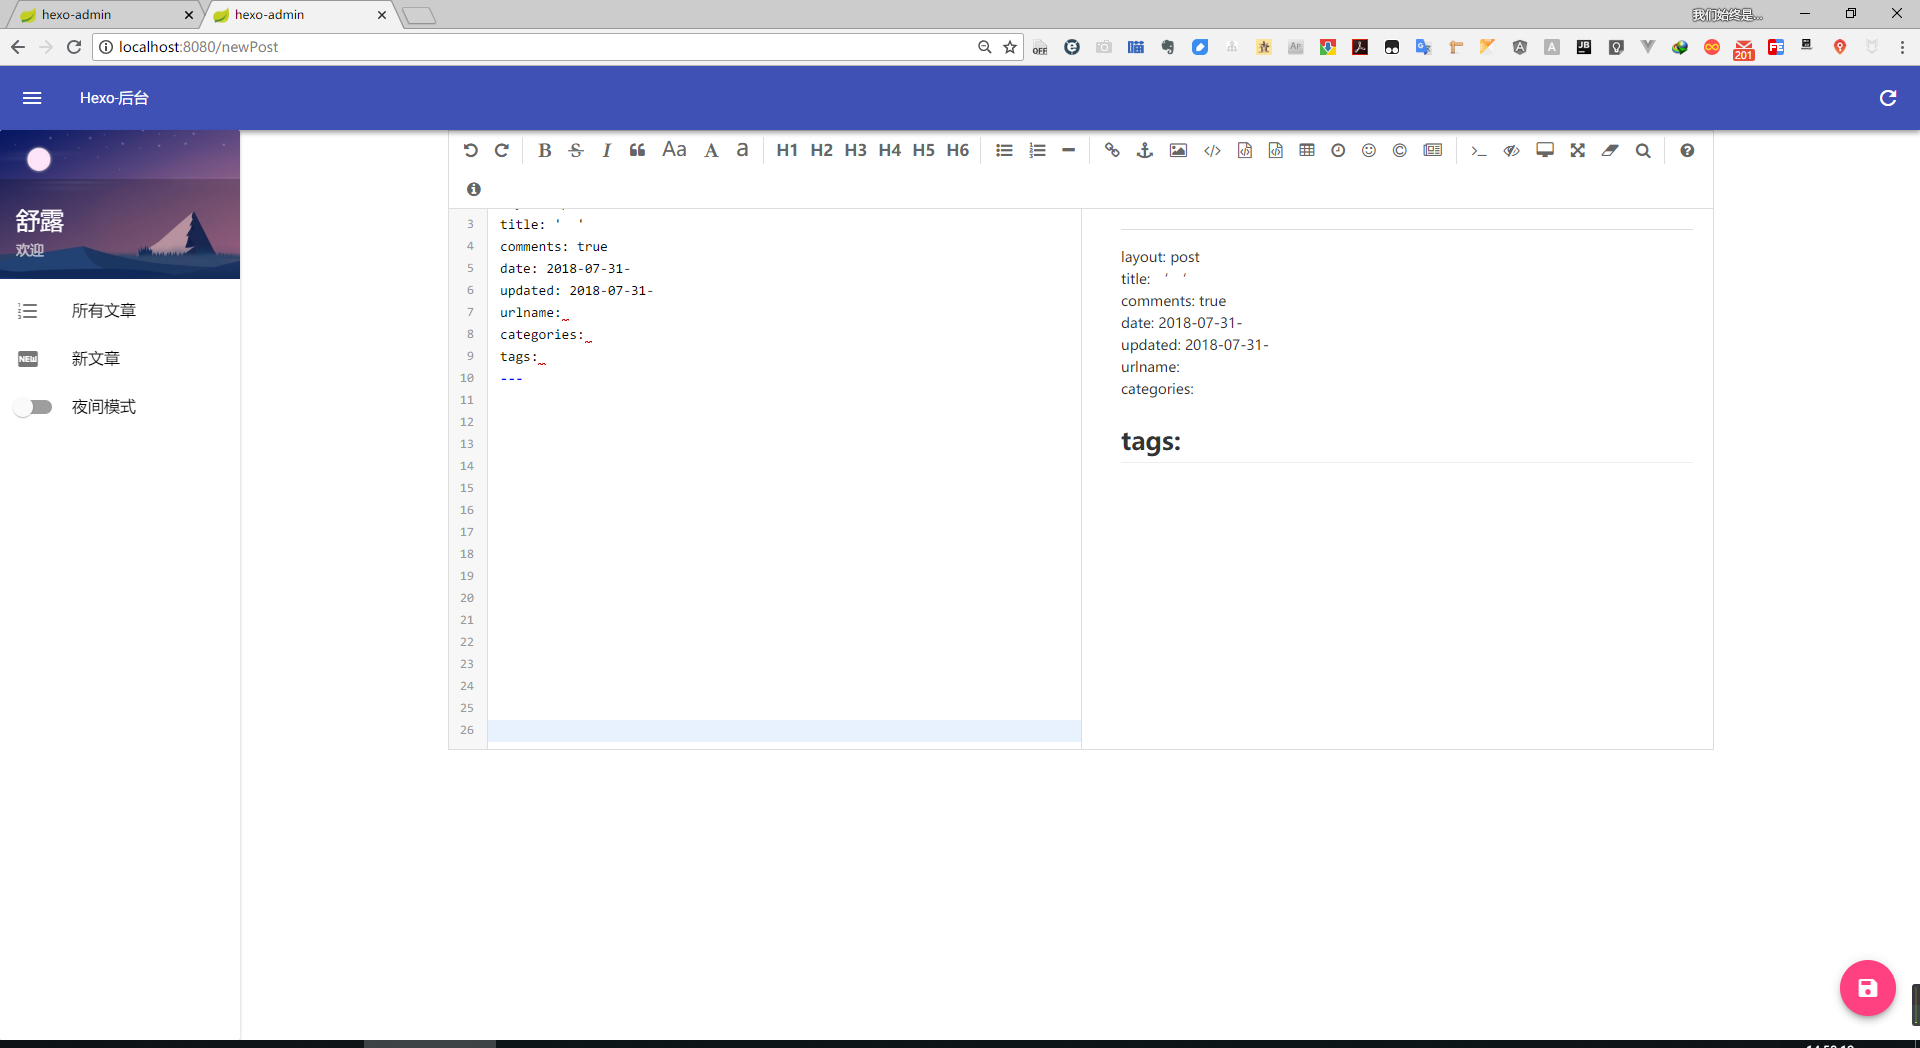 hexo-admin
hexo-admin
我们始终是...
localhost:8080/newPost
OFF
Ap
JB
201
FE
Hexo-后台
B S I Aa A a H1 H2 H3 H4 H5 H6
舒露
欢迎
所有文章
NEW 新文章
夜间模式
3 title: '  '
4 comments: true
5 date: 2018-07-31-
6 updated: 2018-07-31-
7 urlname:
8 categories:
9 tags:
10 ---
11
12
13
14
15
16
17
18
19
20
21
22
23
24
25
26
layout: post
title: ‘  ‘
comments: true
date: 2018-07-31-
updated: 2018-07-31-
urlname:
categories:
tags: